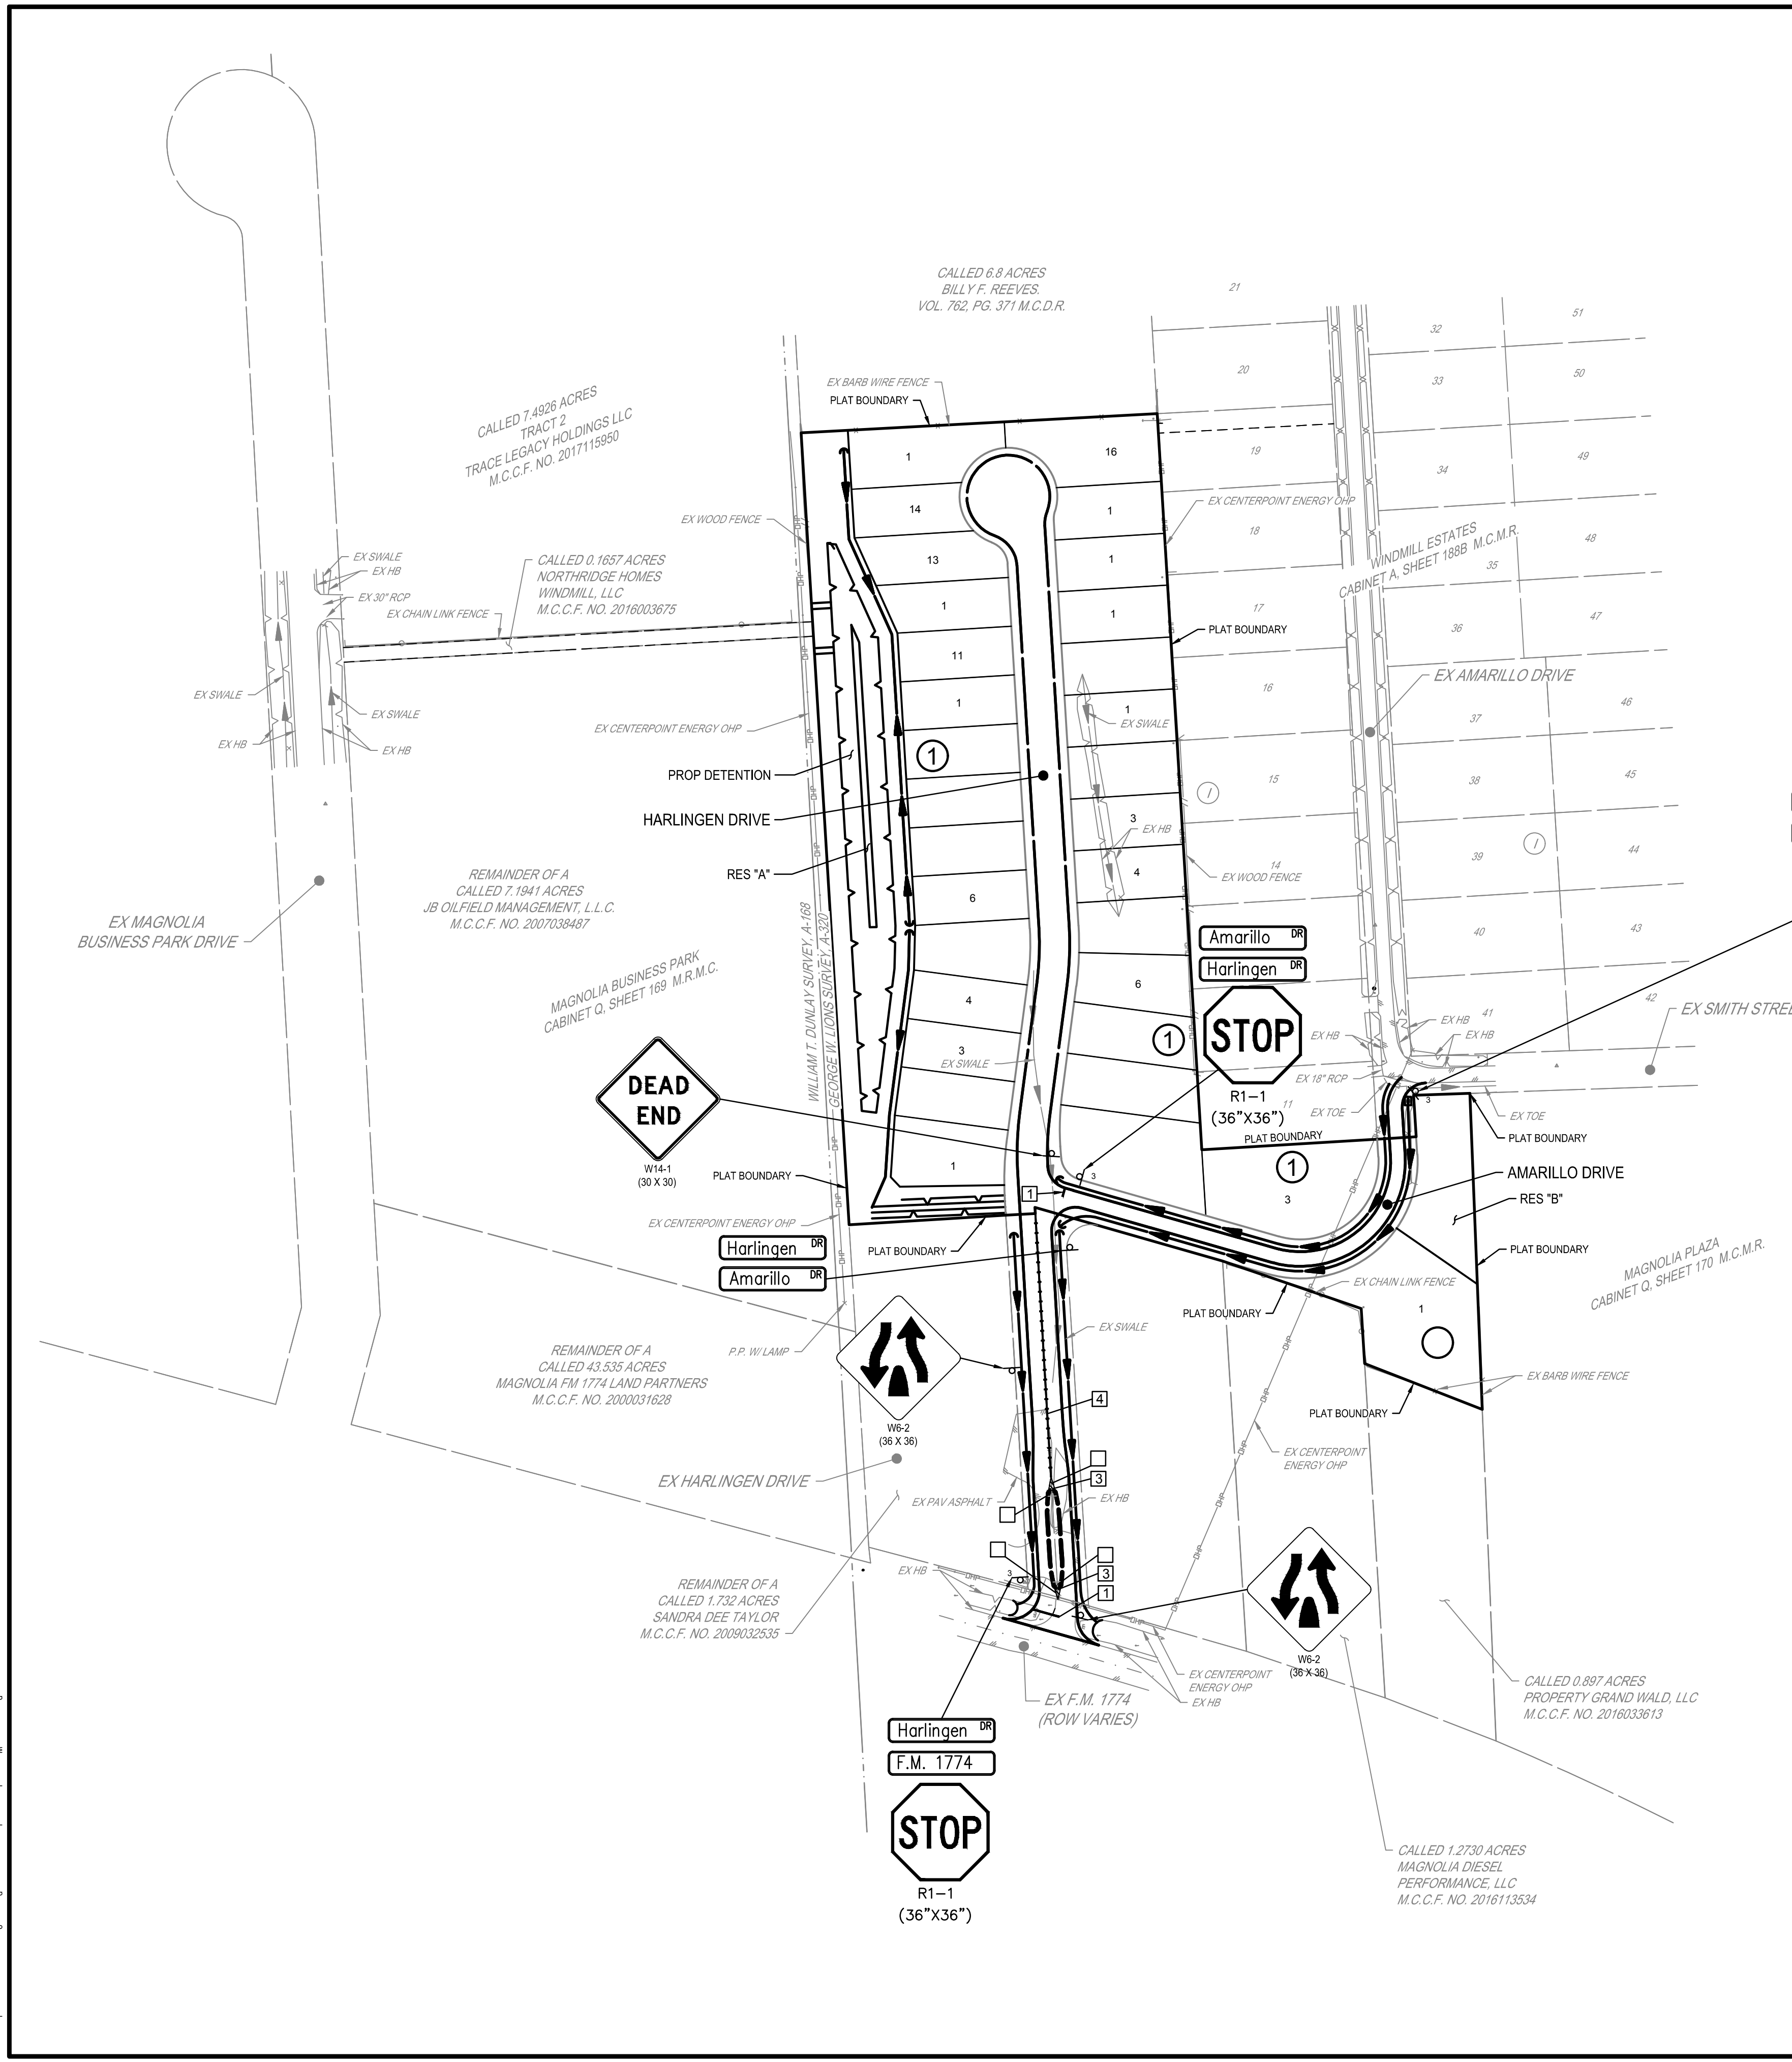 CALLED 6.8 ACRES
BILLY F. REEVES.
VOL. 762, PG. 371 M.C.D.R.
EX BARB WIRE FENCE
PLAT BOUNDARY
CALLED 7.4926 ACRES
TRACT 2
TRACE LEGACY HOLDINGS LLC
M.C.C.F. NO. 2017115950
EX WOOD FENCE
CALLED 0.1657 ACRES
NORTHRIDGE HOMES
WINDMILL, LLC
M.C.C.F. NO. 2016003675
EX CHAIN LINK FENCE
EX SWALE
EX HB
EX 30" RCP
EX SWALE
EX SWALE
EX HB
EX HB
EX CENTERPOINT ENERGY OHP
PROP DETENTION
HARLINGEN DRIVE
RES "A"
EX MAGNOLIA
BUSINESS PARK DRIVE
REMAINDER OF A
CALLED 7.1941 ACRES
JB OILFIELD MANAGEMENT, L.L.C.
M.C.C.F. NO. 2007038487
MAGNOLIA BUSINESS PARK
CABINET Q, SHEET 169 M.R.M.C.
WILLIAM T. DUNLAY SURVEY, A-168
GEORGE W. LIONS SURVEY, A-320
1
14
13
1
11
1
1
6
4
3
1
16
1
1
1
1
3
4
6
1
EX SWALE
EX HB
EX SWALE
21
20
19
18
17
16
15
14
11
32
33
34
35
36
37
38
39
40
41
51
50
49
48
47
46
45
44
43
42
1
1
EX CENTERPOINT ENERGY OHP
PLAT BOUNDARY
WINDMILL ESTATES
CABINET A, SHEET 188B M.C.M.R.
EX AMARILLO DRIVE
EX WOOD FENCE
EX SMITH STREE
EX HB
EX HB
EX HB
EX 18" RCP
EX TOE
EX TOE
Amarillo DR
Harlingen DR
STOP
R1-1
(36"X36")
PLAT BOUNDARY
1
3
3
3
PLAT BOUNDARY
AMARILLO DRIVE
RES "B"
PLAT BOUNDARY
MAGNOLIA PLAZA
CABINET Q, SHEET 170 M.C.M.R.
EX CHAIN LINK FENCE
PLAT BOUNDARY
1
EX BARB WIRE FENCE
PLAT BOUNDARY
EX CENTERPOINT
ENERGY OHP
DEAD
END
W14-1
(30 X 30)
PLAT BOUNDARY
EX CENTERPOINT ENERGY OHP
Harlingen DR
Amarillo DR
PLAT BOUNDARY
1
P.P. W/ LAMP
REMAINDER OF A
CALLED 43.535 ACRES
MAGNOLIA FM 1774 LAND PARTNERS
M.C.C.F. NO. 2000031628
W6-2
(36 X 36)
EX SWALE
4
3
EX HB
EX HARLINGEN DRIVE
EX PAV ASPHALT
3
1
3
EX HB
REMAINDER OF A
CALLED 1.732 ACRES
SANDRA DEE TAYLOR
M.C.C.F. NO. 2009032535
EX F.M. 1774
(ROW VARIES)
EX CENTERPOINT
ENERGY OHP
EX HB
W6-2
(36 X 36)
CALLED 0.897 ACRES
PROPERTY GRAND WALD, LLC
M.C.C.F. NO. 2016033613
Harlingen DR
F.M. 1774
STOP
R1-1
(36"X36")
CALLED 1.2730 ACRES
MAGNOLIA DIESEL
PERFORMANCE, LLC
M.C.C.F. NO. 2016113534